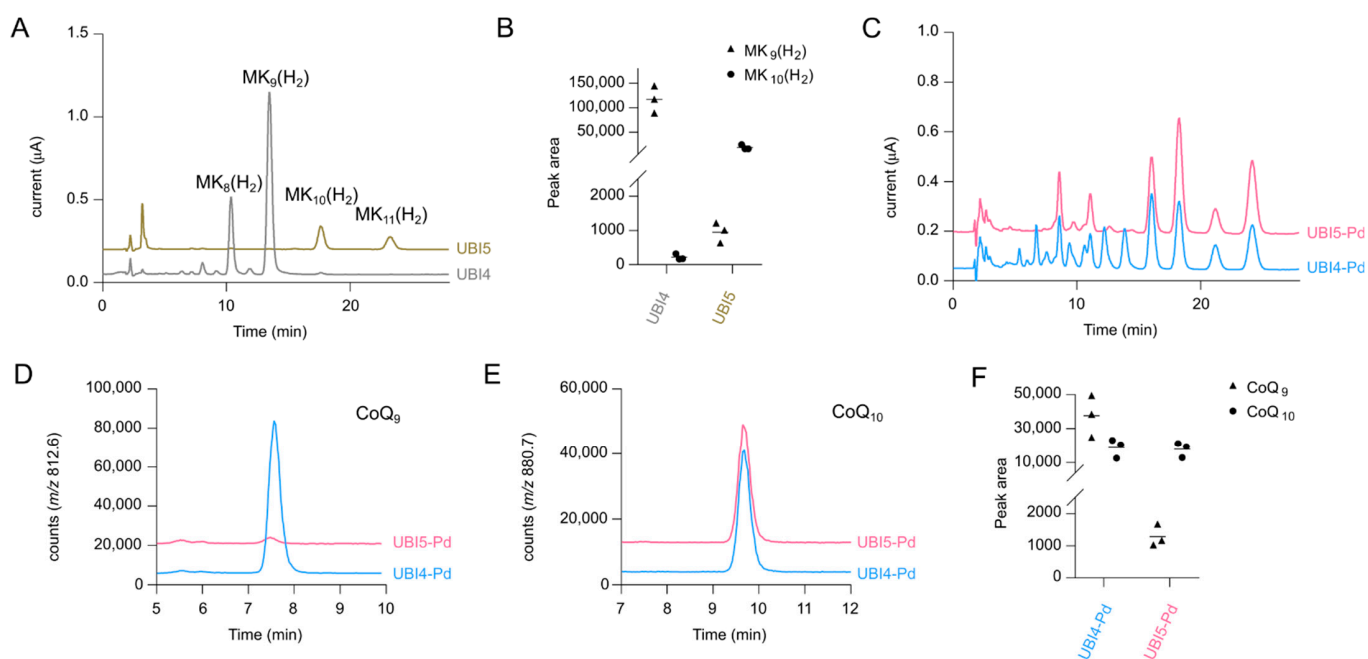 A
1.5
1.0
0.5
0.0
current (µA)
MK9(H2)
MK8(H2)
MK10(H2)
MK11(H2)
UBI5
UBI4
10
20
Time (min)
B
▲ MK9(H2)
● MK10(H2)
150,000
100,000
50,000
2000
1000
0
Peak area
UBI4
UBI5
C
1.0
0.8
0.6
0.4
0.2
0.0
current (µA)
UBI5-Pd
UBI4-Pd
0
10
20
Time (min)
D
100,000
80,000
60,000
40,000
20,000
0
counts (m/z 812.6)
CoQ9
UBI5-Pd
UBI4-Pd
5
6
7
8
9
10
Time (min)
E
60,000
40,000
20,000
0
counts (m/z 880.7)
CoQ10
UBI5-Pd
UBI4-Pd
7
8
9
10
11
12
Time (min)
F
▲ CoQ9
● CoQ10
50,000
30,000
10,000
2000
1000
0
Peak area
UBI4-Pd
UBI5-Pd